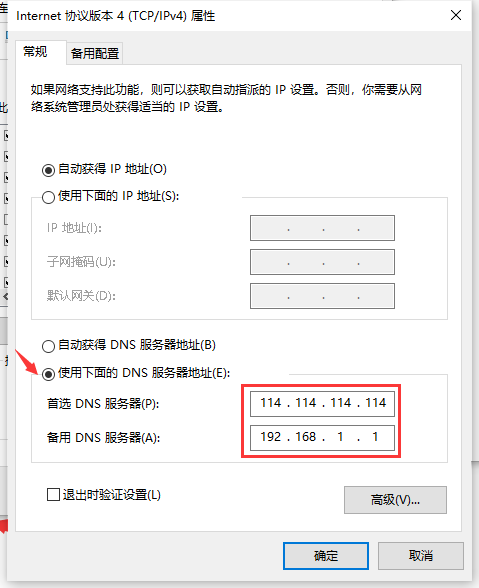 Internet 协议版本 4 (TCP/IPv4) 属性
常规
备用配置
如果网络支持此功能，则可以获取自动指派的 IP 设置。否则，你需要从网
络系统管理员处获得适当的 IP 设置。
自动获得 IP 地址(O)
使用下面的 IP 地址(S):
IP 地址(I):
. . .
子网掩码(U):
. . .
默认网关(D):
. . .
自动获得 DNS 服务器地址(B)
使用下面的 DNS 服务器地址(E):
首选 DNS 服务器(P):
114 . 114 . 114 . 114
备用 DNS 服务器(A):
192 . 168 . 1 . 1
退出时验证设置(L)
高级(V)...
确定
取消